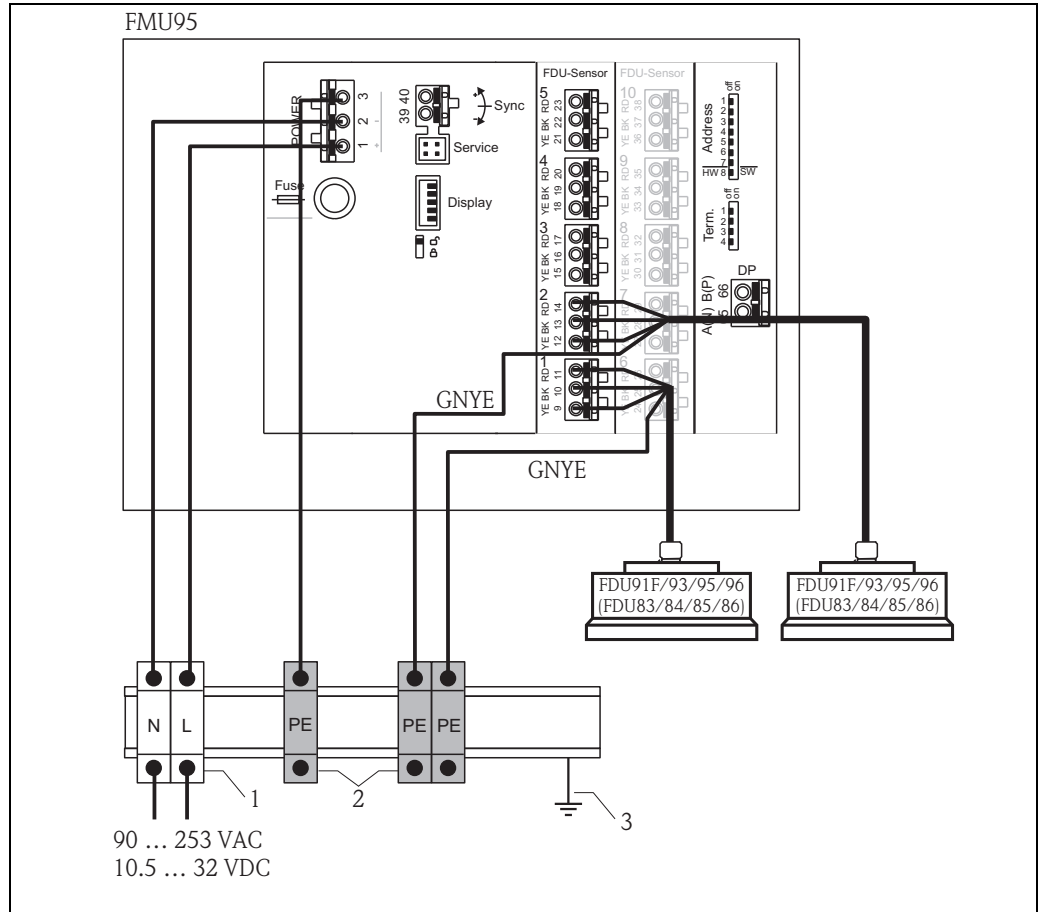 FMU95
POWER
3
2 -
1 +
Fuse
39 40
Sync
Service
Display
FDU-Sensor
5
YE BK RD
21 22 23
4
YE BK RD
18 19 20
3
YE BK RD
15 16 17
2
YE BK RD
12 13 14
1
YE BK RD
9 10 11
FDU-Sensor
10
YE BK RD
36 37 38
9
YE BK RD
33 34 35
8
YE BK RD
30 31 32
7
off
on
Address
1
2
3
4
5
6
7
HW 8 SW
off
on
Term.
1
2
3
4
DP
A(N) B(P)
66
GNYE
GNYE
FDU91F/93/95/96
(FDU83/84/85/86)
FDU91F/93/95/96
(FDU83/84/85/86)
N
L
PE
PE
PE
1
2
3
90 … 253 VAC
10.5 … 32 VDC